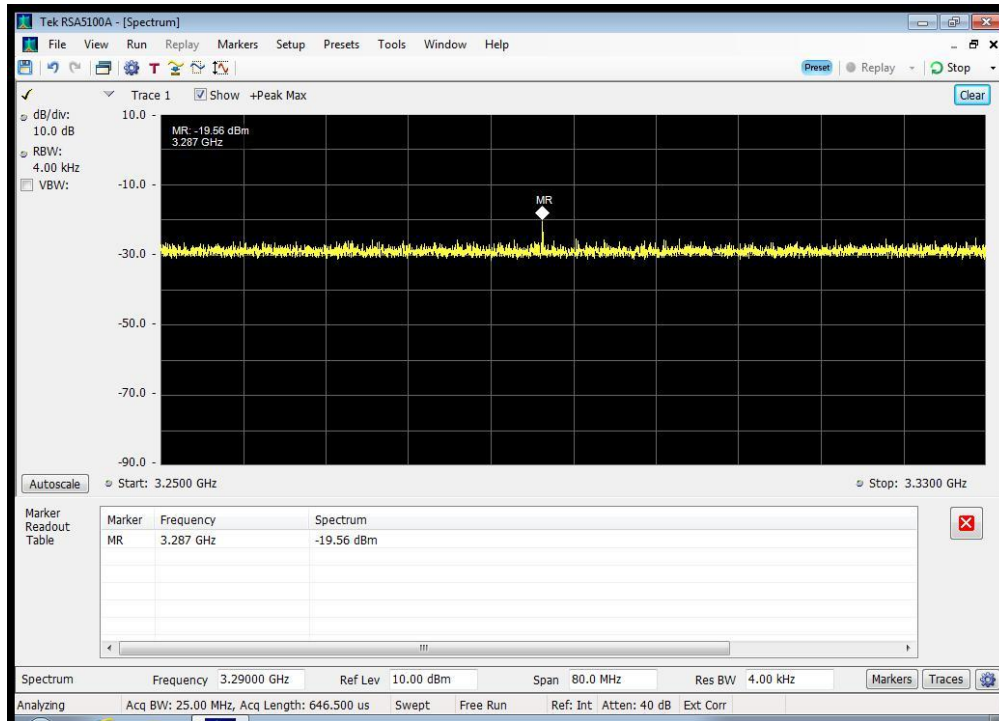 Tek RSA5100A - [Spectrum]
File View Run Replay Markers Setup Presets Tools Window Help
T Preset Replay Stop
Trace 1 Show +Peak Max Clear
dB/div:
10.0 dB
RBW:
4.00 kHz
VBW:
10.0
MR: -19.56 dBm
3.287 GHz
-10.0
MR
-30.0
-50.0
-70.0
-90.0
Autoscale Start: 3.2500 GHz Stop: 3.3300 GHz
Marker
Readout
Table
Marker Frequency Spectrum
MR 3.287 GHz -19.56 dBm
Spectrum Frequency 3.29000 GHz Ref Lev 10.00 dBm Span 80.0 MHz Res BW 4.00 kHz Markers Traces
Analyzing Acq BW: 25.00 MHz, Acq Length: 646.500 us Swept Free Run Ref: Int Atten: 40 dB Ext Corr